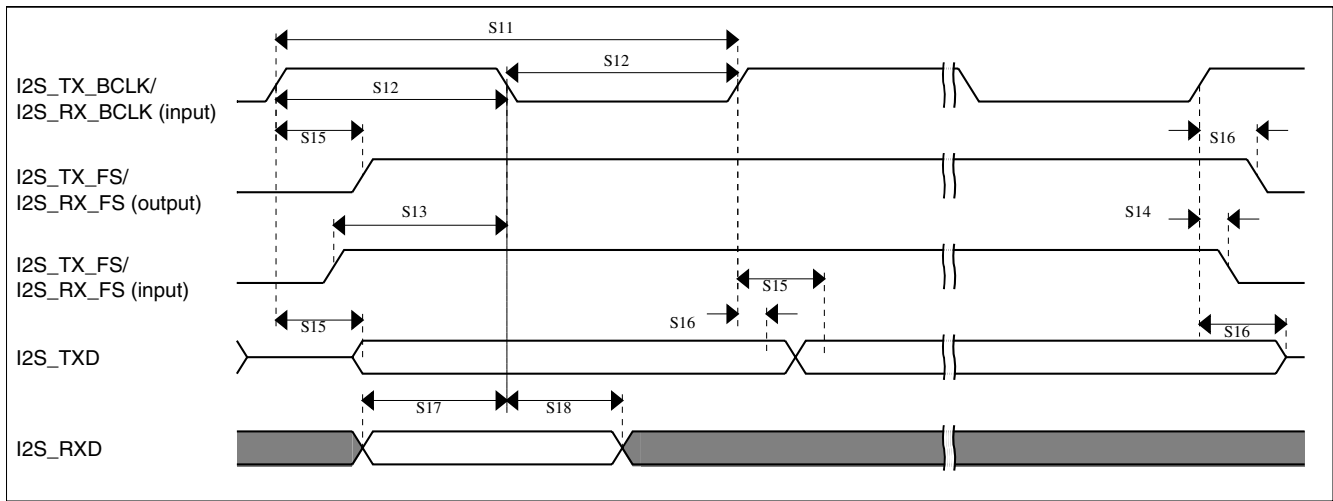 S11
S12
I2S_TX_BCLK/
I2S_RX_BCLK (input)
S12
S15
S16
I2S_TX_FS/
I2S_RX_FS (output)
S13
S14
I2S_TX_FS/
I2S_RX_FS (input)
S15
S15
S16
S16
I2S_TXD
S17
S18
I2S_RXD